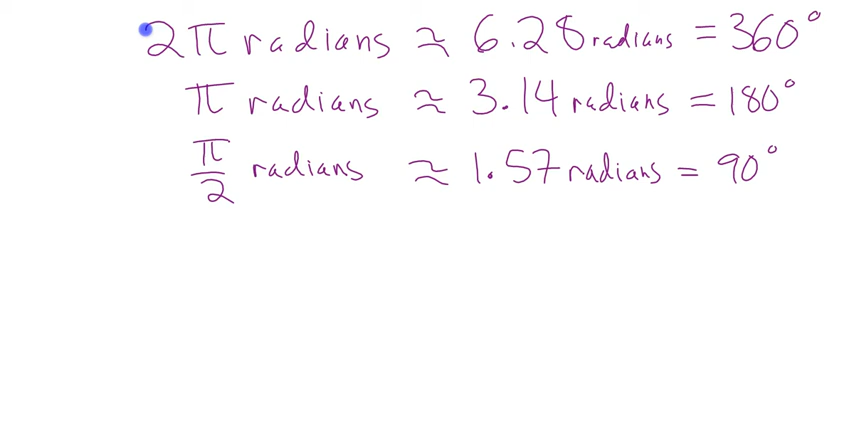 2π radians ≈ 6.28 radians = 360°
π radians ≈ 3.14 radians = 180°
π/2 radians ≈ 1.57 radians = 90°